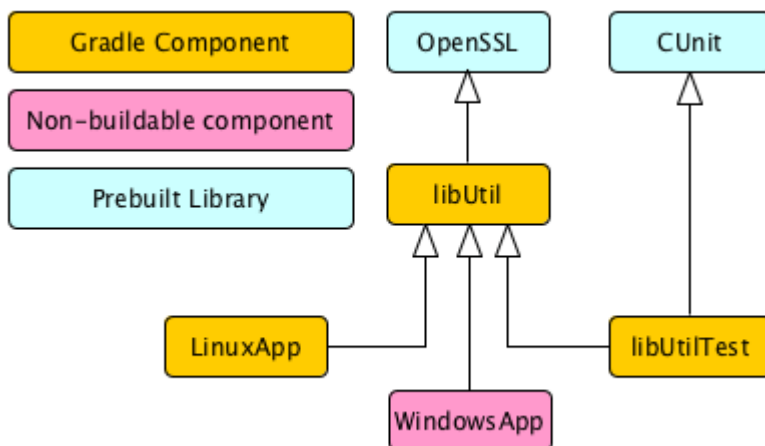 Gradle Component
OpenSSL
CUnit
Non-buildable component
Prebuilt Library
libUtil
LinuxApp
libUtilTest
WindowsApp